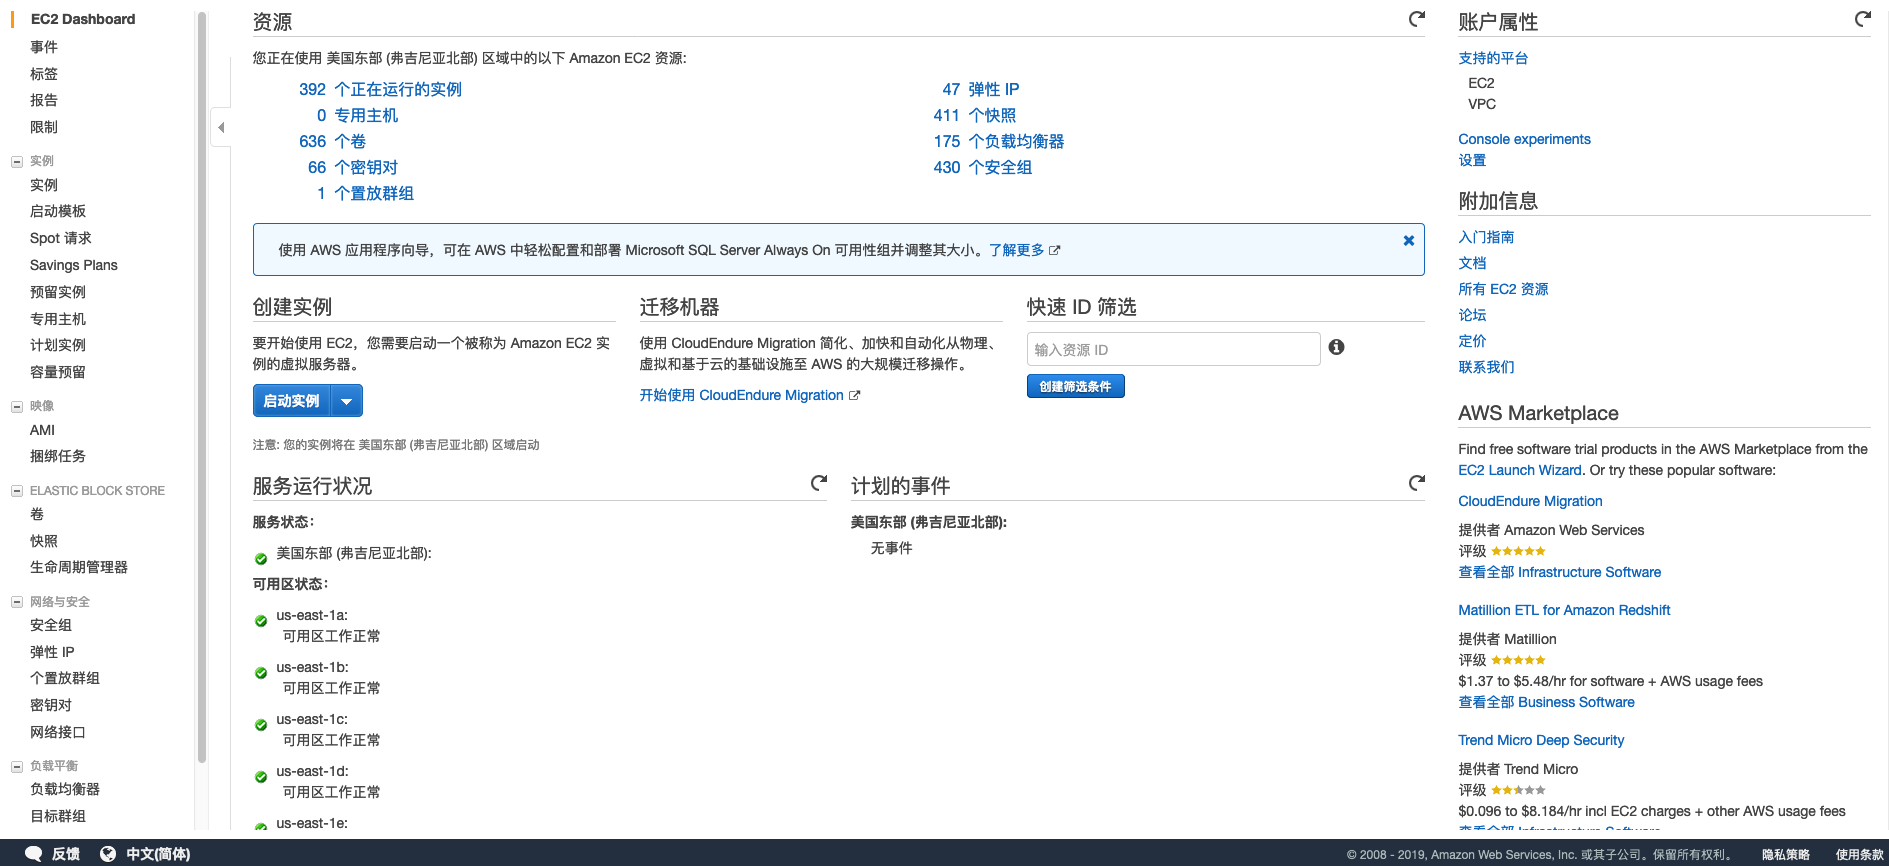 EC2 Dashboard
事件
标签
报告
限制
实例
实例
启动模板
Spot 请求
Savings Plans
预留实例
专用主机
计划实例
容量预留
映像
AMI
捆绑任务
ELASTIC BLOCK STORE
卷
快照
生命周期管理器
网络与安全
安全组
弹性 IP
个置放群组
密钥对
网络接口
负载平衡
负载均衡器
目标群组
资源
您正在使用 美国东部 (弗吉尼亚北部) 区域中的以下 Amazon EC2 资源:
392 个正在运行的实例
0 专用主机
636 个卷
66 个密钥对
1 个置放群组
47 弹性 IP
411 个快照
175 个负载均衡器
430 个安全组
使用 AWS 应用程序向导，可在 AWS 中轻松配置和部署 Microsoft SQL Server Always On 可用性组并调整其大小。了解更多
创建实例
要开始使用 EC2，您需要启动一个被称为 Amazon EC2 实
例的虚拟服务器。
启动实例
注意: 您的实例将在 美国东部 (弗吉尼亚北部) 区域启动
迁移机器
使用 CloudEndure Migration 简化、加快和自动化从物理、
虚拟和基于云的基础设施至 AWS 的大规模迁移操作。
开始使用 CloudEndure Migration
快速 ID 筛选
输入资源 ID
创建筛选条件
服务运行状况
服务状态：
美国东部 (弗吉尼亚北部):
可用区状态：
us-east-1a:
可用区工作正常
us-east-1b:
可用区工作正常
us-east-1c:
可用区工作正常
us-east-1d:
可用区工作正常
us-east-1e:
计划的事件
美国东部 (弗吉尼亚北部):
无事件
账户属性
支持的平台
EC2
VPC
Console experiments
设置
附加信息
入门指南
文档
所有 EC2 资源
论坛
定价
联系我们
AWS Marketplace
Find free software trial products in the AWS Marketplace from the
EC2 Launch Wizard. Or try these popular software:
CloudEndure Migration
提供者 Amazon Web Services
评级
查看全部 Infrastructure Software
Matillion ETL for Amazon Redshift
提供者 Matillion
评级
$1.37 to $5.48/hr for software + AWS usage fees
查看全部 Business Software
Trend Micro Deep Security
提供者 Trend Micro
评级
$0.096 to $8.184/hr incl EC2 charges + other AWS usage fees
查看全部 Infrastructure Software
反馈
中文(简体)
© 2008 - 2019, Amazon Web Services, Inc. 或其子公司。保留所有权利。
隐私策略
使用条款